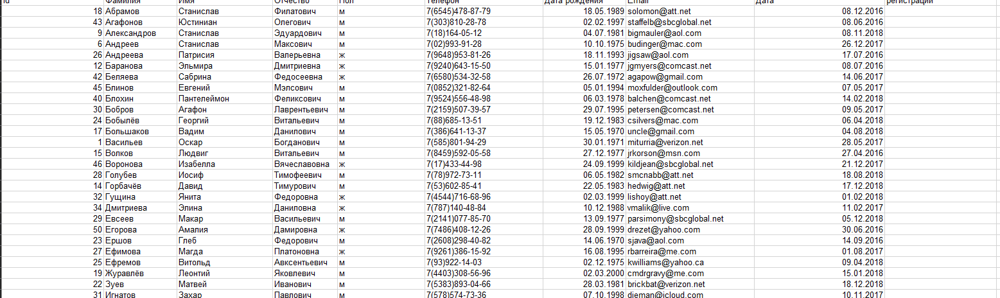 Id Фамилия Имя Отчество Пол Телефон Дата рождения Email Дата регистрации
18 Абрамов Станислав Филатович м 7(6545)478-87-79 18.05.1989 solomon@att.net 08.12.2016
43 Агафонов Юстиниан Олегович м 7(303)810-28-78 02.02.1997 staffelb@sbcglobal.net 08.06.2016
9 Александров Станислав Эдуардович м 7(18)164-05-12 04.07.1981 bigmauler@aol.com 08.11.2018
6 Андреев Станислав Максович м 7(02)993-91-28 10.10.1975 budinger@mac.com 26.12.2017
26 Андреева Патрисия Валерьевна ж 7(9648)953-81-26 18.11.1993 jigsaw@aol.com 17.07.2016
12 Баранова Эльмира Дмитриевна ж 7(9240)643-15-50 15.01.1977 jgmyers@comcast.net 08.07.2016
42 Беляева Сабрина Федосеевна ж 7(6580)534-32-58 26.07.1972 agapow@gmail.com 14.06.2017
45 Блинов Евгений Мэлсович м 7(0852)321-82-64 05.01.1994 moxfulder@outlook.com 07.05.2017
40 Блохин Пантелеймон Феликсович м 7(9524)556-48-98 06.03.1978 balchen@comcast.net 14.02.2018
30 Бобров Агафон Лаврентьевич м 7(2159)507-39-57 29.07.1995 petersen@comcast.net 09.05.2017
24 Бобылёв Георгий Витальевич м 7(88)685-13-51 19.12.1983 csilvers@mac.com 06.04.2018
17 Большаков Вадим Данилович м 7(386)641-13-37 15.05.1970 uncle@gmail.com 04.08.2018
1 Васильев Оскар Богданович м 7(585)801-94-29 30.01.1971 miturria@verizon.net 28.05.2017
15 Волков Людвиг Витальевич м 7(8459)592-05-58 27.12.1977 jrkorson@msn.com 27.04.2016
46 Воронова Изабелла Вячеславовна ж 7(17)433-44-98 24.09.1999 kildjean@sbcglobal.net 21.12.2017
28 Голубев Иосиф Тимофеевич м 7(78)972-73-11 06.05.1982 smcnabb@att.net 18.08.2018
14 Горбачёв Давид Тимурович м 7(53)602-85-41 22.05.1983 hedwig@att.net 17.12.2018
32 Гущина Янита Федоровна ж 7(4544)716-68-96 02.03.1999 lishoy@att.net 01.02.2018
34 Дмитриева Элина Даниловна ж 7(787)140-48-84 10.12.1988 vmalik@live.com 11.02.2017
29 Евсеев Макар Васильевич м 7(2141)077-85-70 13.09.1977 parsimony@sbcglobal.net 05.12.2018
50 Егорова Амалия Дамировна ж 7(7486)408-12-26 28.09.1999 drezet@yahoo.com 30.06.2016
23 Ершов Глеб Федорович м 7(2608)298-40-82 14.06.1970 sjava@aol.com 14.09.2016
27 Ефимова Магда Платоновна ж 7(9261)386-15-92 16.08.1995 rbarreira@me.com 01.08.2017
25 Ефремов Витольд Авксентьевич м 7(93)922-14-03 02.12.1975 kwilliams@yahoo.ca 09.04.2018
19 Журавлёв Леонтий Яковлевич м 7(4403)308-56-96 02.03.2000 cmdrgravy@me.com 15.01.2018
22 Зуев Матвей Иванович м 7(5383)893-04-66 28.03.1981 brickbat@verizon.net 18.12.2018
31 Игнатов Захар Павлович м 7(578)574-73-36 07.10.1998 dieman@icloud.com 10.11.2017